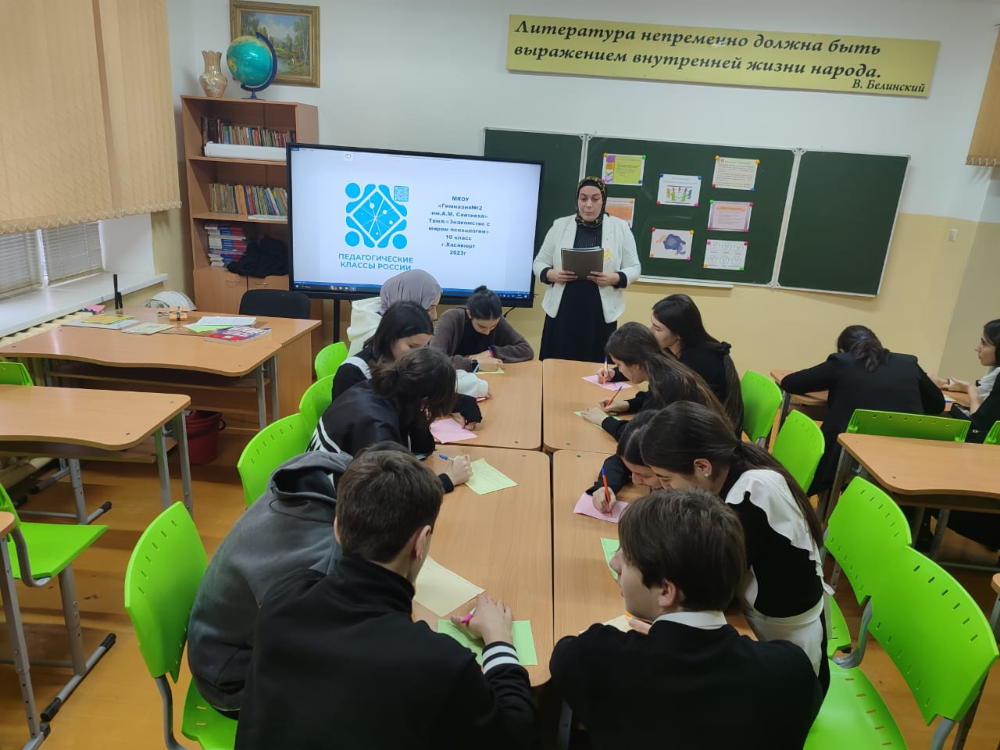 Литература непременно должна быть
выражением внутренней жизни народа.
В. Белинский
МКОУ
«Гимназия№2
им.А.М. Сайтиева»
Тема:«Знакомство с
миром психологии»
10 класс
г.Хасавюрт
2023г
ПЕДАГОГИЧЕСКИЕ
КЛАССЫ РОССИИ